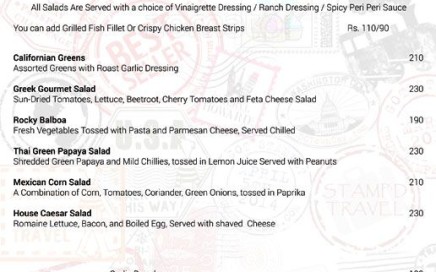 All Salads Are Served with a choice of Vinaigrette Dressing / Ranch Dressing / Spicy Peri Peri Sauce
You can add Grilled Fish Fillet Or Crispy Chicken Breast Strips Rs. 110/90
Californian Greens 210
Assorted Greens with Roast Garlic Dressing
Greek Gourmet Salad 230
Sun-Dried Tomatoes, Lettuce, Beetroot, Cherry Tomatoes and Feta Cheese Salad
Rocky Balboa 190
Fresh Vegetables Tossed with Pasta and Parmesan Cheese, Served Chilled
Thai Green Papaya Salad 230
Shredded Green Papaya and Mild Chillies, tossed in Lemon Juice Served with Peanuts
Mexican Corn Salad 210
A Combination of Corn, Tomatoes, Coriander, Green Onions, tossed in Paprika
House Caesar Salad 230
Romaine Lettuce, Bacon, and Boiled Egg, Served with shaved Cheese
U.S.A
STAMP'D
TRAVEL